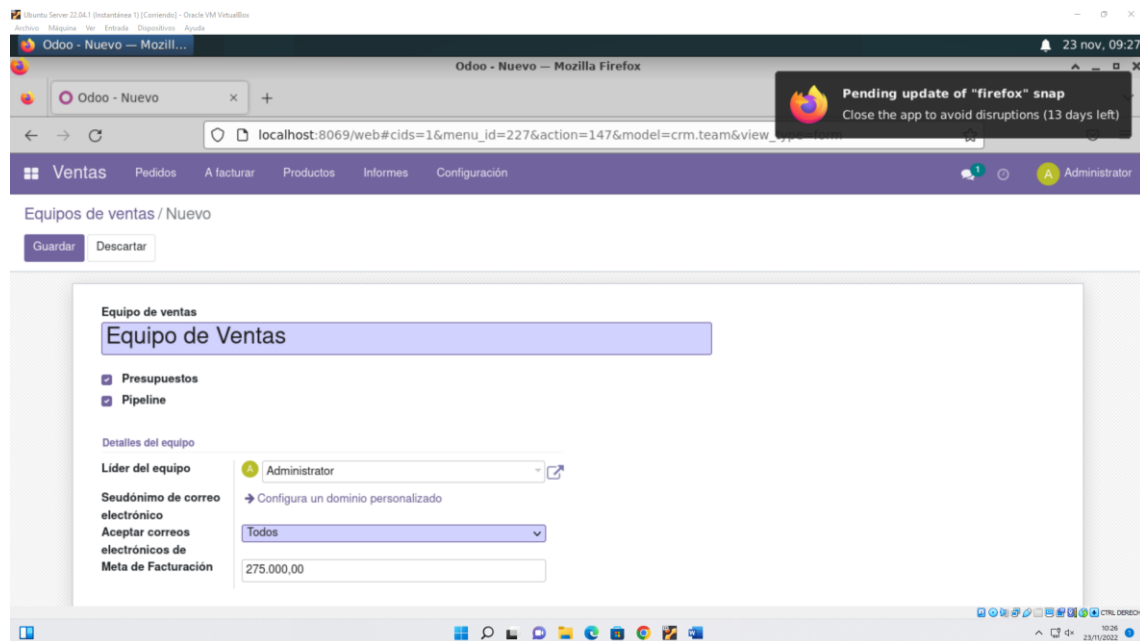 Ubuntu Server 22.04.1 (Instantánea 1) [Corriendo] - Oracle VM VirtualBox
Archivo Máquina Ver Entrada Dispositivos Ayuda
Odoo - Nuevo — Mozill...
23 nov, 09:27
Odoo - Nuevo — Mozilla Firefox
Odoo - Nuevo
Pending update of "firefox" snap
Close the app to avoid disruptions (13 days left)
localhost:8069/web#cids=1&menu_id=227&action=147&model=crm.team&view_type=form
Ventas Pedidos A facturar Productos Informes Configuración 1 A Administrator
Equipos de ventas / Nuevo
Guardar Descartar
Equipo de ventas
Equipo de Ventas
Presupuestos
Pipeline
Detalles del equipo
Líder del equipo A Administrator
Seudónimo de correo electrónico Configura un dominio personalizado
Aceptar correos electrónicos de Todos
Meta de Facturación 275.000,00
CTRL DERECH
10:26
23/11/2022